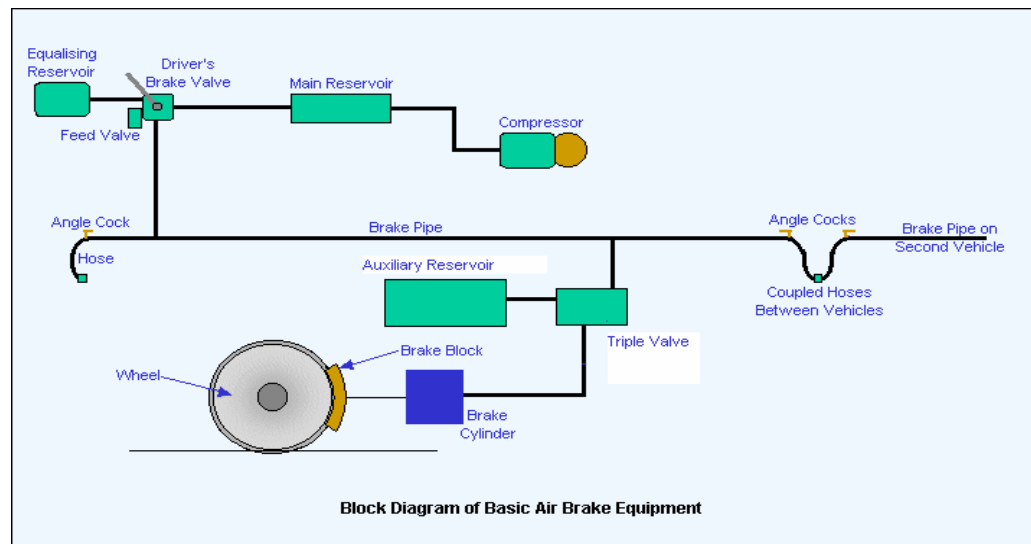 Equalising
Reservoir
Driver's
Brake Valve
Main Reservoir
Compressor
Feed Valve
Angle Cock
Brake Pipe
Angle Cocks
Brake Pipe on
Second Vehicle
Hose
Auxiliary Reservoir
Coupled Hoses
Between Vehicles
Triple Valve
Brake Block
Wheel
Brake
Cylinder
Block Diagram of Basic Air Brake Equipment